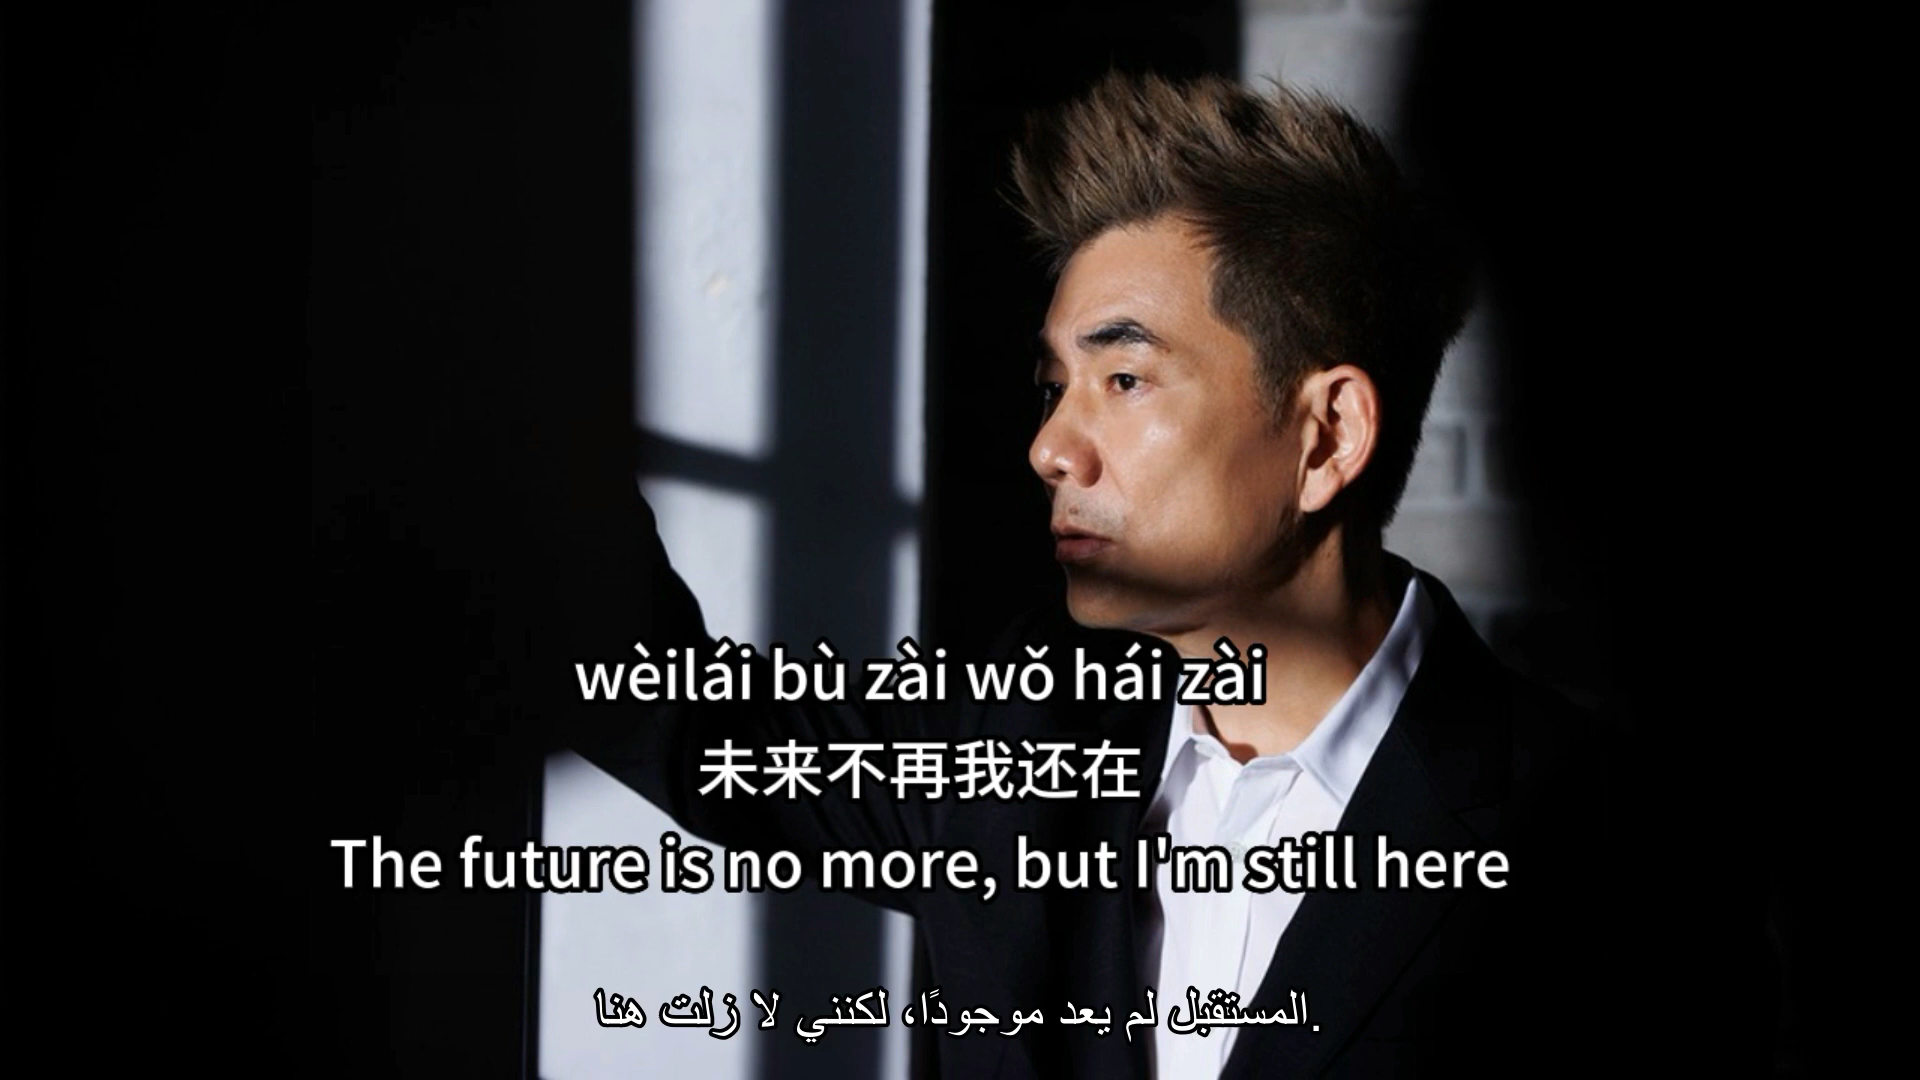 wèilái bù zài wǒ hái zài
未来不再我还在
The future is no more, but I'm still here
المستقبل لم يعد موجودًا، لكنني لا زلت هنا.